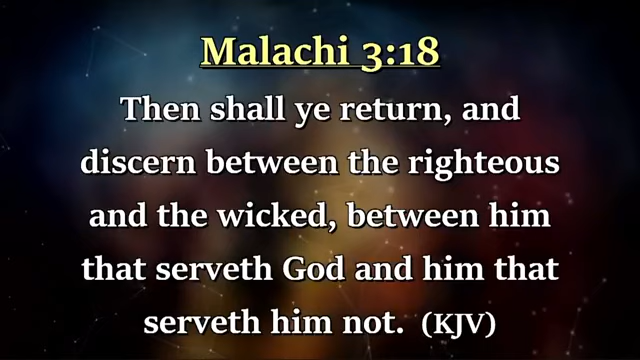 Malachi 3:18
Then shall ye return, and
discern between the righteous
and the wicked, between him
that serveth God and him that
serveth him not. (KJV)